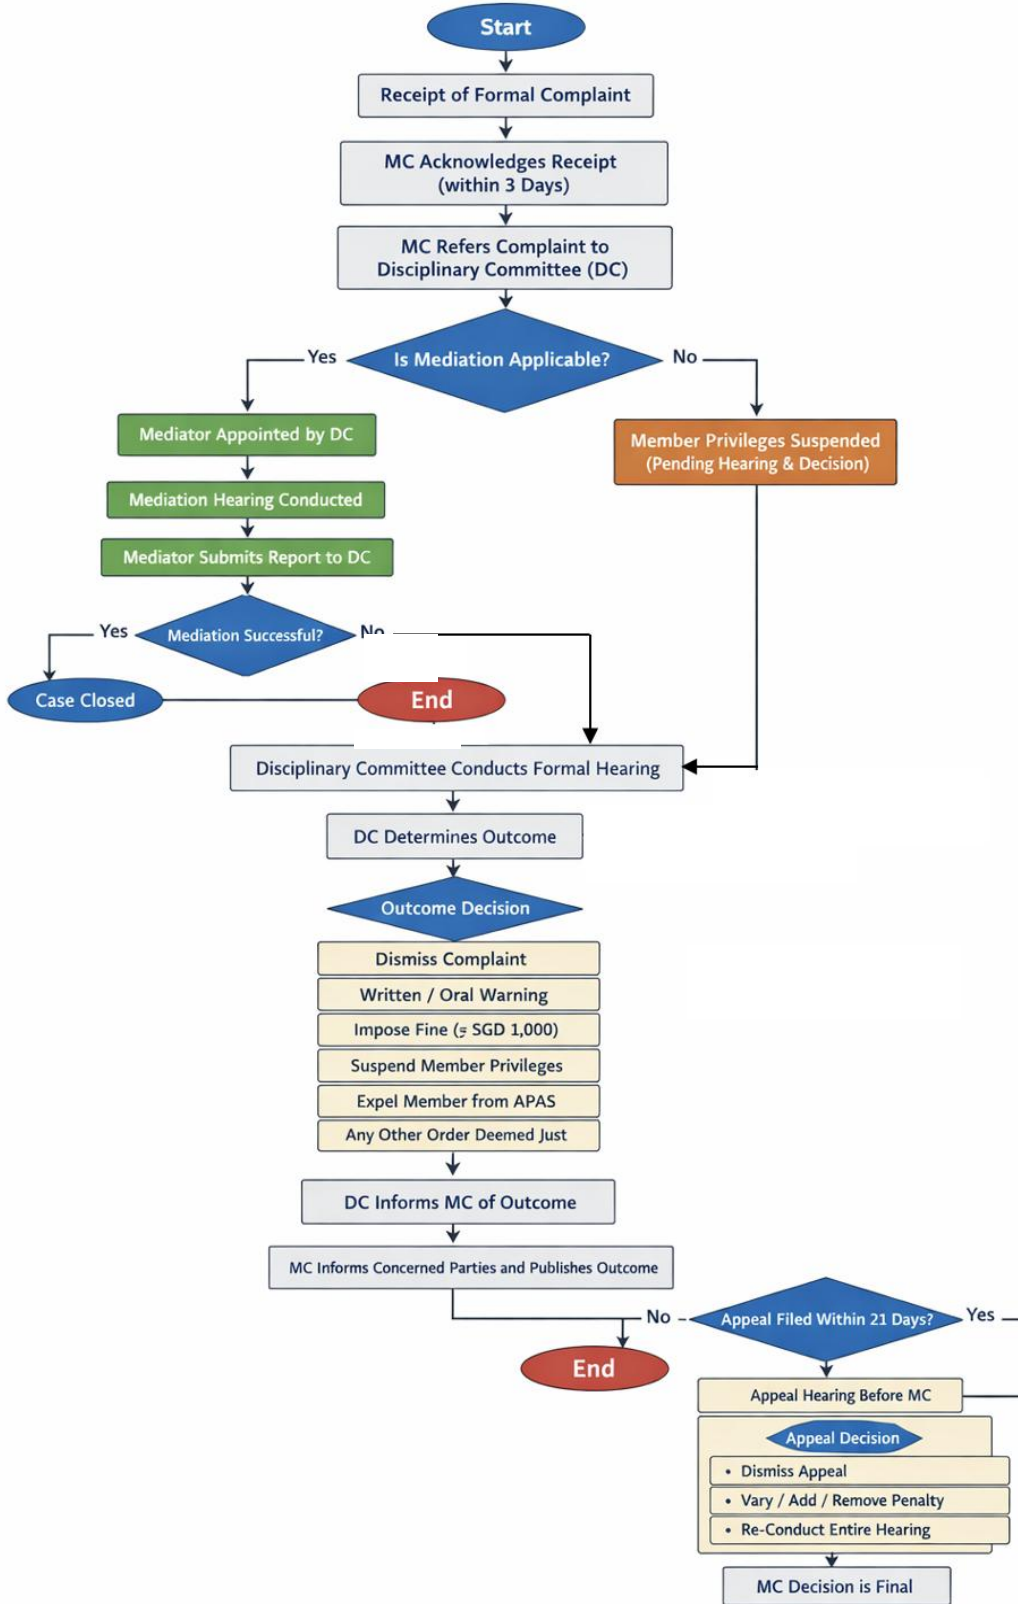 Start
Receipt of Formal Complaint
MC Acknowledges Receipt
(within 3 Days)
MC Refers Complaint to
Disciplinary Committee (DC)
Is Mediation Applicable?
Yes
No
Mediator Appointed by DC
Member Privileges Suspended
(Pending Hearing & Decision)
Mediation Hearing Conducted
Mediator Submits Report to DC
Yes
Mediation Successful?
No
Case Closed
End
Disciplinary Committee Conducts Formal Hearing
DC Determines Outcome
Outcome Decision
Dismiss Complaint
Written / Oral Warning
Impose Fine ( SGD 1,000)
Suspend Member Privileges
Expel Member from APAS
Any Other Order Deemed Just
DC Informs MC of Outcome
MC Informs Concerned Parties and Publishes Outcome
No
Appeal Filed Within 21 Days?
Yes
End
Appeal Hearing Before MC
Appeal Decision
• Dismiss Appeal
• Vary / Add / Remove Penalty
• Re-Conduct Entire Hearing
MC Decision is Final